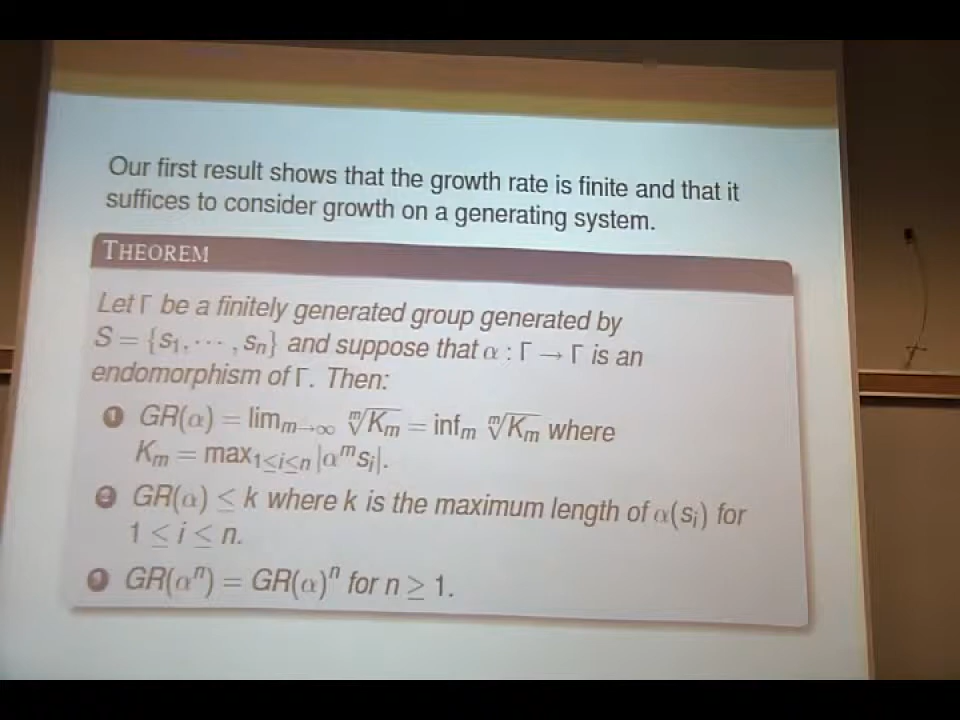 Our first result shows that the growth rate is finite and that it
suffices to consider growth on a generating system.
THEOREM
Let Γ be a finitely generated group generated by
S = {s₁, ⋯ , sₙ} and suppose that α : Γ → Γ is an
endomorphism of Γ. Then:
1 GR(α) = lim_{m→∞} ᵐ√Kₘ = infₘ ᵐ√Kₘ where
Kₘ = max_{1≤i≤n} |αᵐsᵢ|.
2 GR(α) ≤ k where k is the maximum length of α(sᵢ) for
1 ≤ i ≤ n.
3 GR(αⁿ) = GR(α)ⁿ for n ≥ 1.